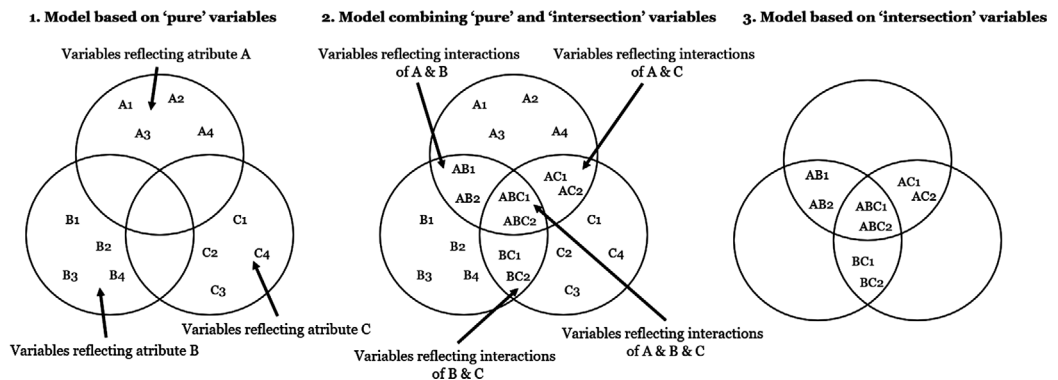 1. Model based on ‘pure’ variables
Variables reflecting atribute A
A1
A2
A3
A4
B1
B2
B3
B4
C1
C2
C4
C3
Variables reflecting atribute C
Variables reflecting atribute B
2. Model combining ‘pure’ and ‘intersection’ variables
Variables reflecting interactions
of A & B
Variables reflecting interactions
of A & C
A1
A2
A3
A4
AB1
AB2
AC1
AC2
ABC1
ABC2
B1
B2
B3
B4
BC1
BC2
C1
C2
C4
C3
Variables reflecting interactions
of B & C
Variables reflecting interactions
of A & B & C
3. Model based on ‘intersection’ variables
AB1
AB2
AC1
AC2
ABC1
ABC2
BC1
BC2